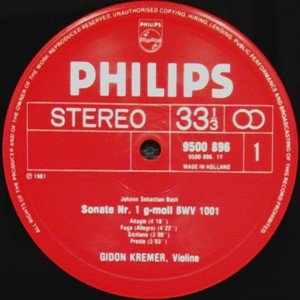 ALL RIGHTS OF THE PRODUCER AND OF THE OWNER OF THE WORK REPRODUCED RESERVED. UNAUTHORISED COPYING, HIRING, LENDING, PUBLIC PERFORMANCE AND BROADCASTING OF THIS RECORD PROHIBITED
PHILIPS
PHILIPS
STEREO 33 1/3
9500 896
9500 896. 1Y
MADE IN HOLLAND
1
℗ 1981
Johann Sebastian Bach
Sonate Nr. 1 g-moll BWV 1001
Adagio (4'18")
Fuga (Allegro) (4'22")
Siciliana (3'00")
Presto (3'03")
GIDON KREMER, Violine